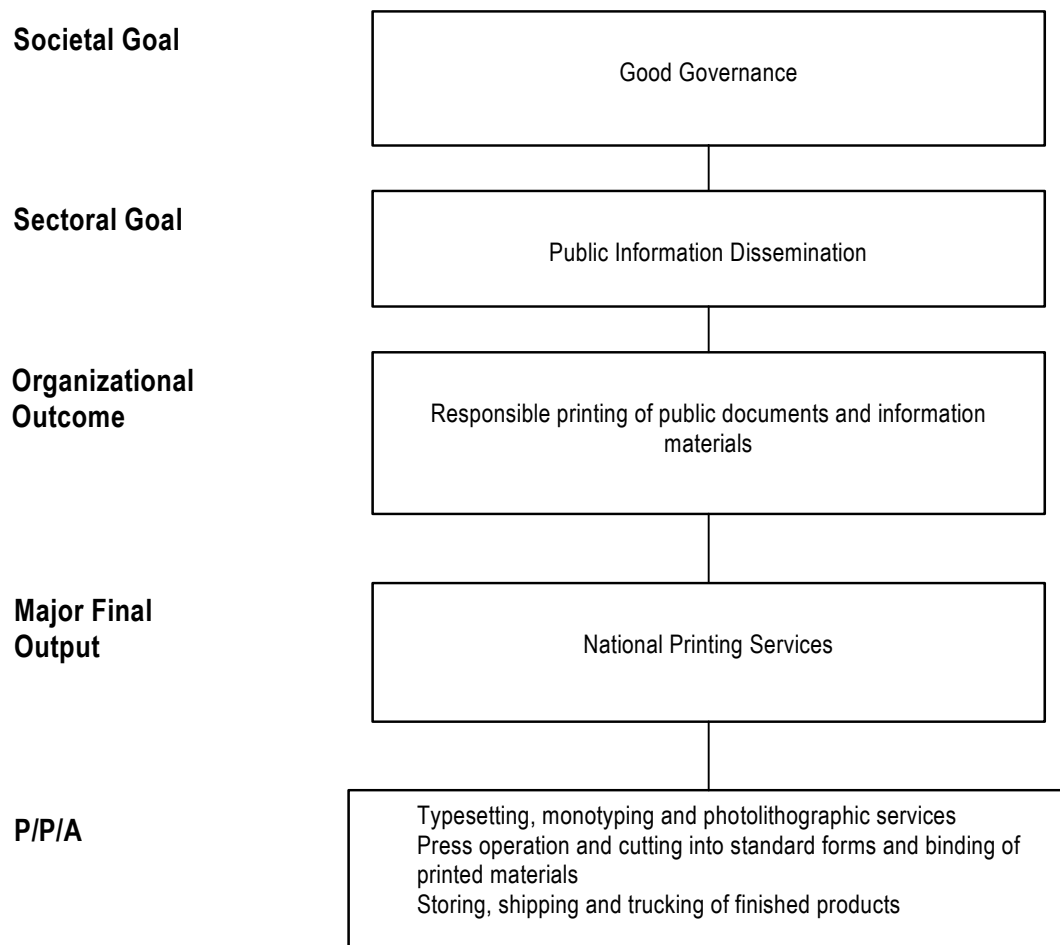 Societal Goal
Good Governance
Sectoral Goal
Public Information Dissemination
Organizational
Outcome
Responsible printing of public documents and information
materials
Major Final
Output
National Printing Services
P/P/A
Typesetting, monotyping and photolithographic services
Press operation and cutting into standard forms and binding of
printed materials
Storing, shipping and trucking of finished products